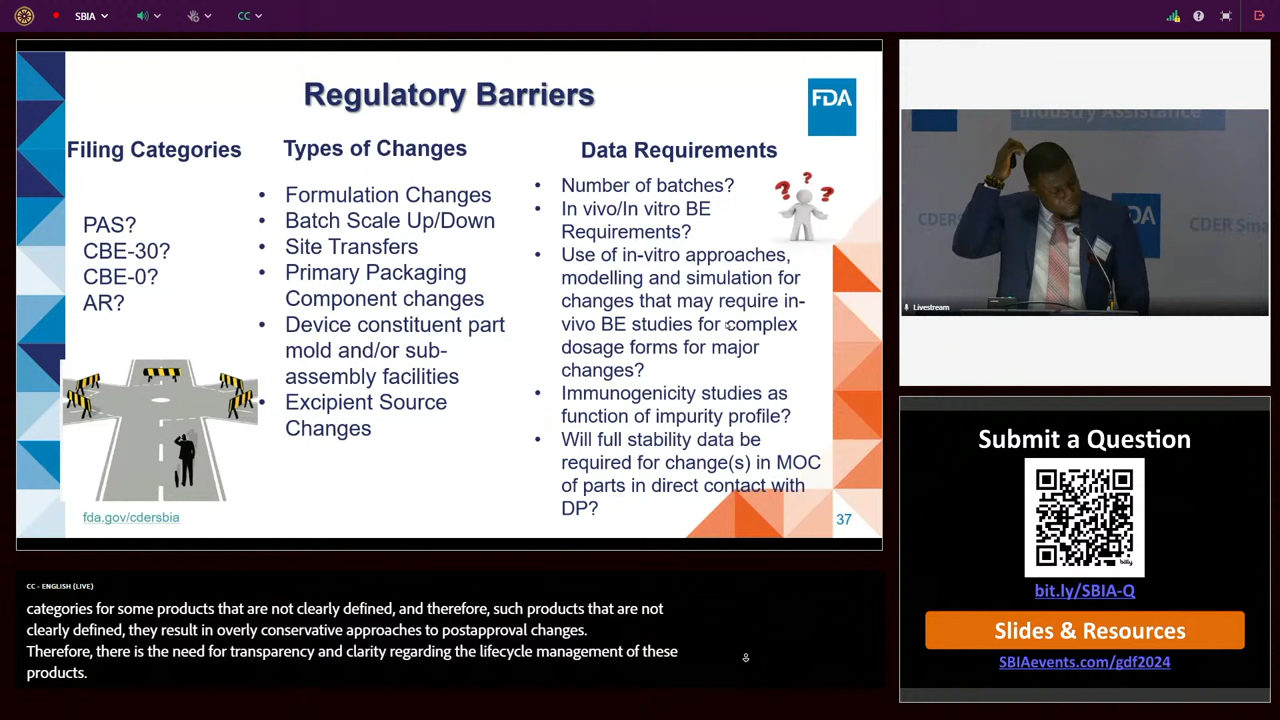 SBIA
CC
Regulatory Barriers
FDA
Filing Categories
PAS?
CBE-30?
CBE-0?
AR?
fda.gov/cdersbia
Types of Changes
• Formulation Changes
• Batch Scale Up/Down
• Site Transfers
• Primary Packaging
Component changes
• Device constituent part
mold and/or sub-
assembly facilities
• Excipient Source
Changes
Data Requirements
• Number of batches?
• In vivo/In vitro BE
Requirements?
• Use of in-vitro approaches,
modelling and simulation for
changes that may require in-
vivo BE studies for complex
dosage forms for major
changes?
• Immunogenicity studies as
function of impurity profile?
• Will full stability data be
required for change(s) in MOC
of parts in direct contact with
DP?
37
Industry Assistance
CDERS
DA
CDER Sma
Livestream
Submit a Question
bitly
bit.ly/SBIA-Q
Slides & Resources
SBIAevents.com/gdf2024
CC - ENGLISH (LIVE)
categories for some products that are not clearly defined, and therefore, such products that are not
clearly defined, they result in overly conservative approaches to postapproval changes.
Therefore, there is the need for transparency and clarity regarding the lifecycle management of these
products.